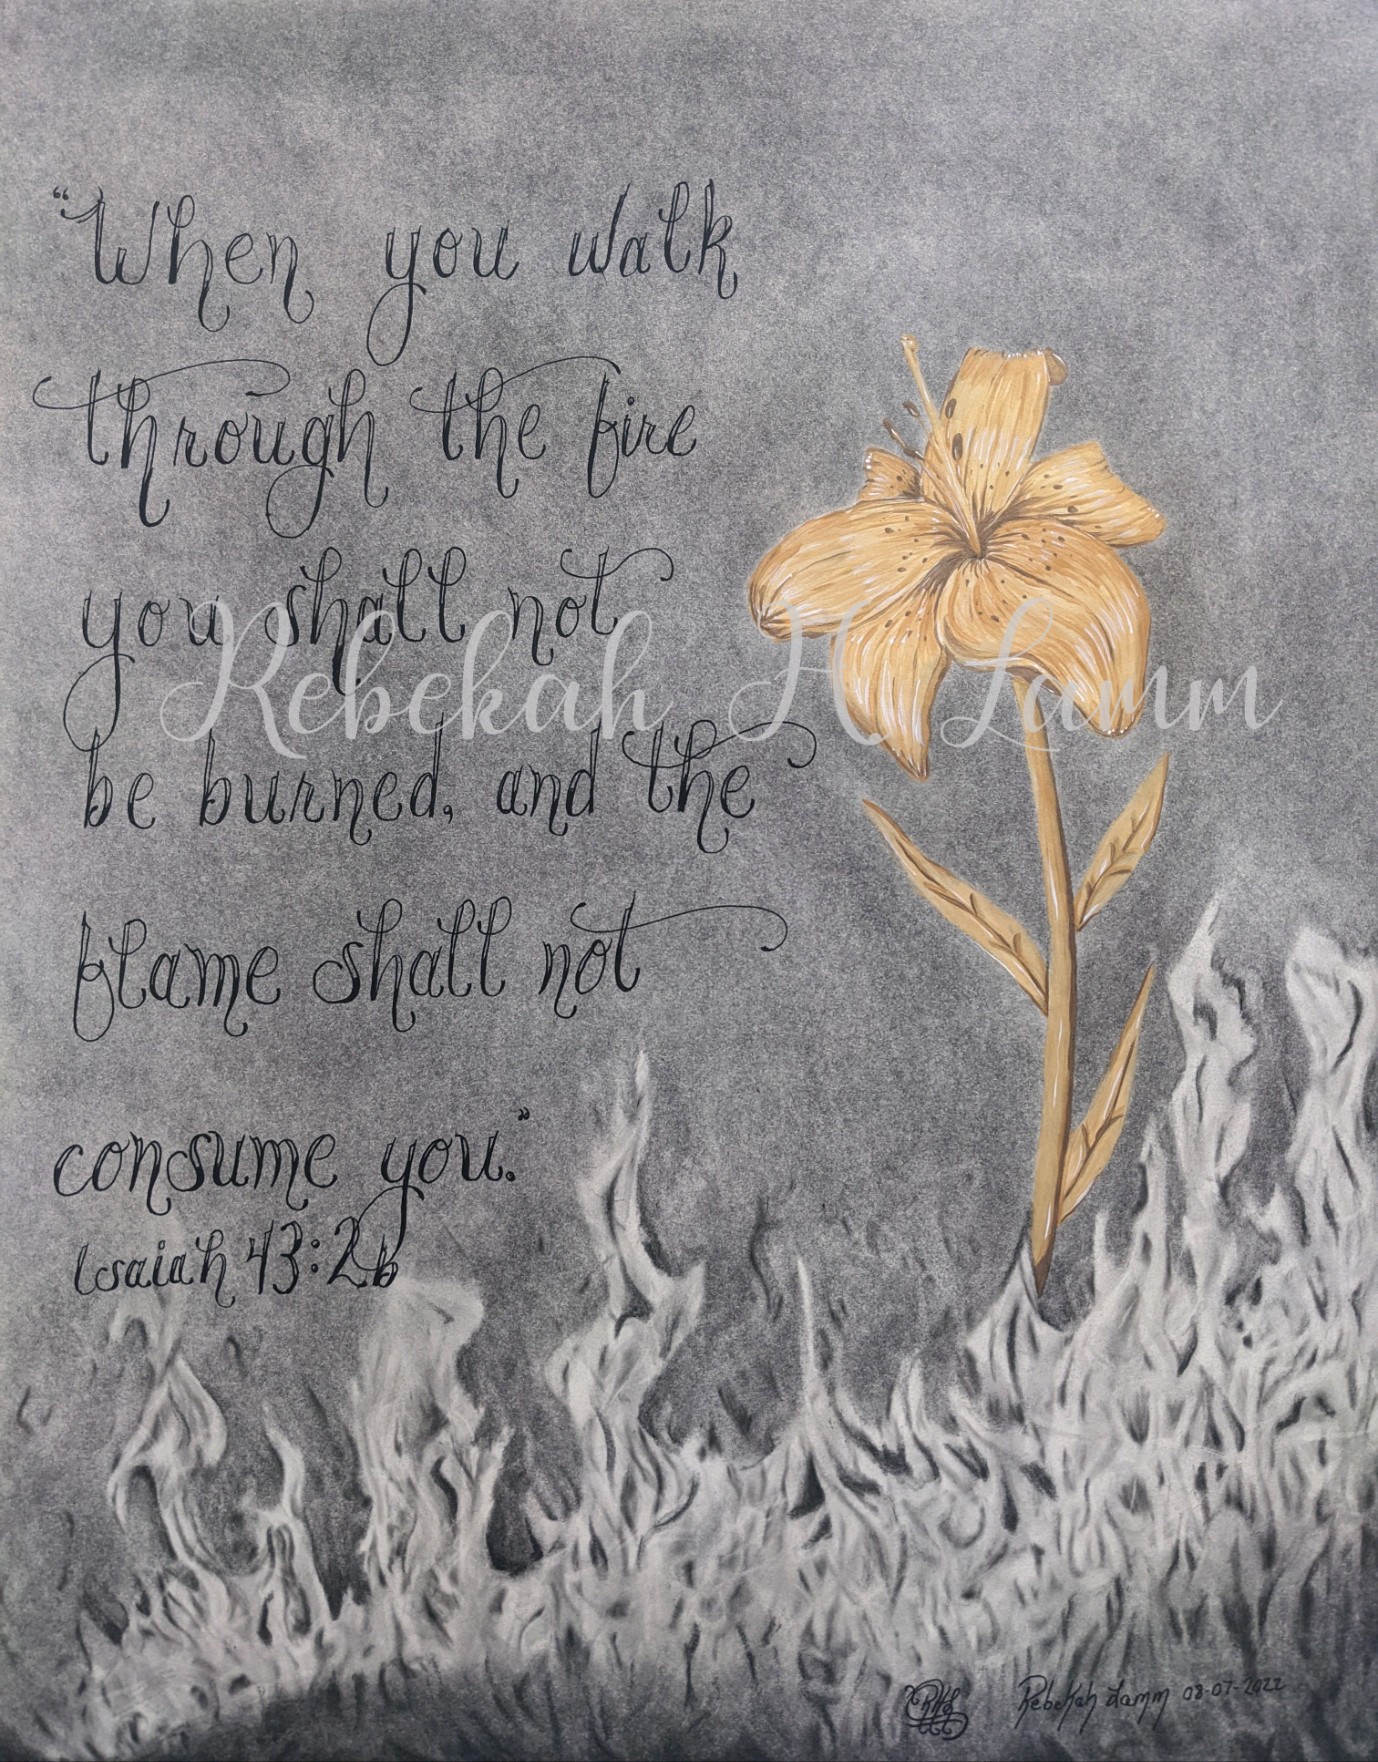 “When you walk
through the fire
you shall not
Rebekah H Lamm
be burned, and the
flame shall not
consume you.”
Isaiah 43:2b
RHL
Rebekah Lamm 08-07-2022